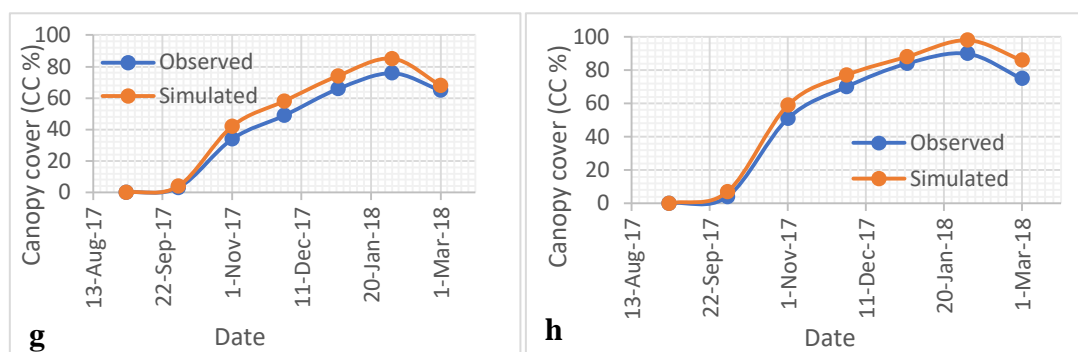 Canopy cover (CC %)
100
80
60
40
20
0
Observed
Simulated
13-Aug-17
22-Sep-17
1-Nov-17
11-Dec-17
20-Jan-18
1-Mar-18
Date
g
Canopy cover (CC %)
100
80
60
40
20
0
Observed
Simulated
13-Aug-17
22-Sep-17
1-Nov-17
11-Dec-17
20-Jan-18
1-Mar-18
Date
h